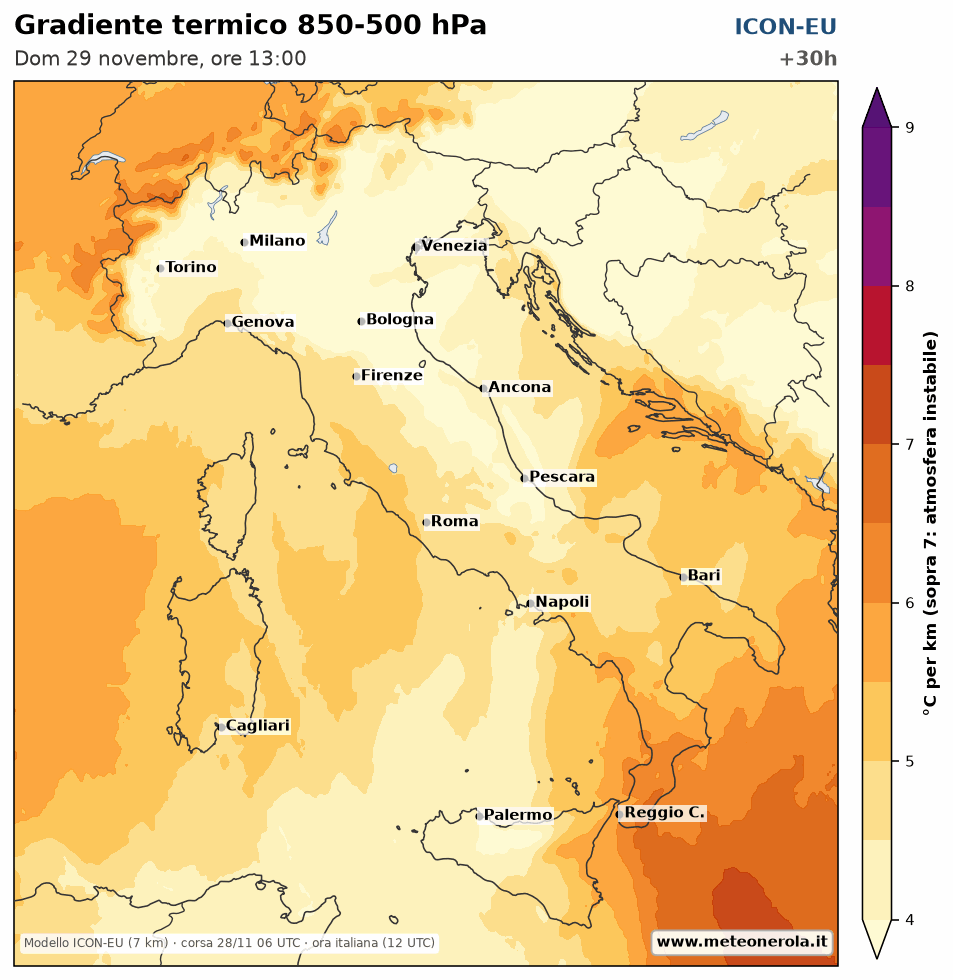 Gradiente termico 850-500 hPa
ICON-EU
Dom 29 novembre, ore 13:00
+30h
9
8
7
6
5
4
°C per km (sopra 7: atmosfera instabile)
Milano
Venezia
Torino
Genova
Bologna
Firenze
Ancona
Pescara
Roma
Bari
Napoli
Cagliari
Palermo
Reggio C.
Modello ICON-EU (7 km) · corsa 28/11 06 UTC · ora italiana (12 UTC)
www.meteonerola.it